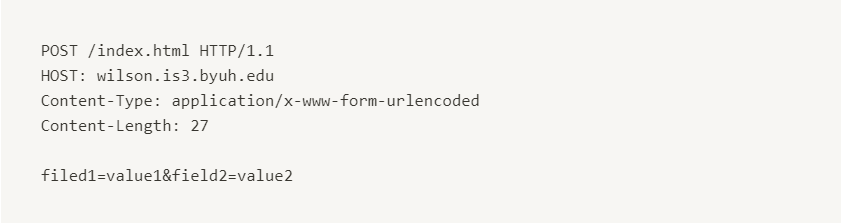 POST /index.html HTTP/1.1
HOST: wilson.is3.byuh.edu
Content-Type: application/x-www-form-urlencoded
Content-Length: 27

filed1=value1&field2=value2